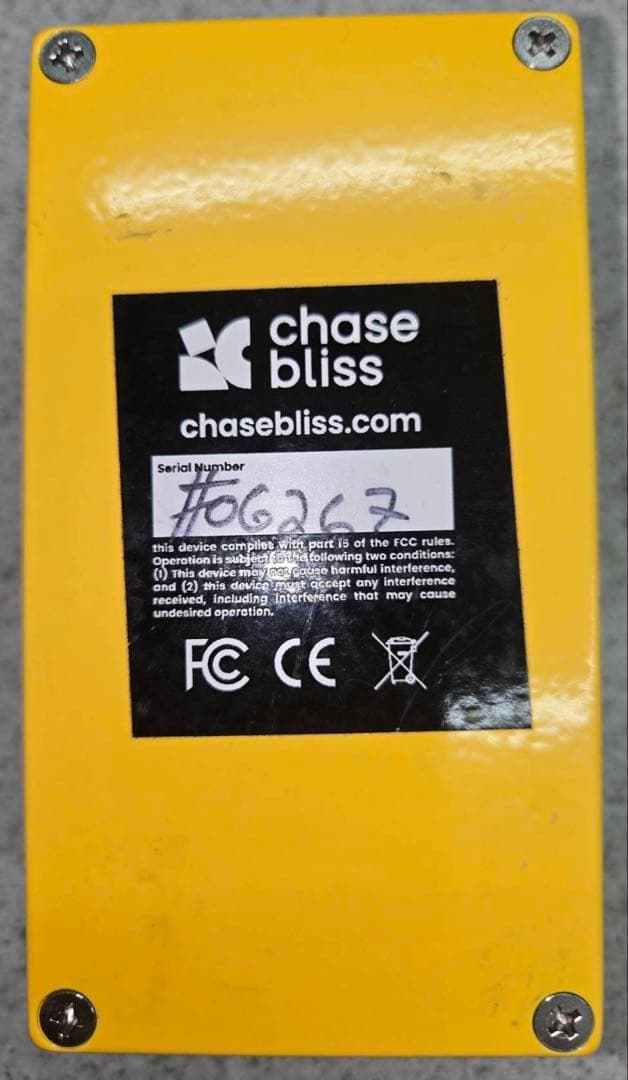 chase
bliss
chasebliss.com
Serial Number
#06267
this device complies with part 15 of the FCC rules.
Operation is subject to the following two conditions:
(1) This device may not cause harmful interference,
and (2) this device must accept any interference
received, including interference that may cause
undesired operation.
FC CE